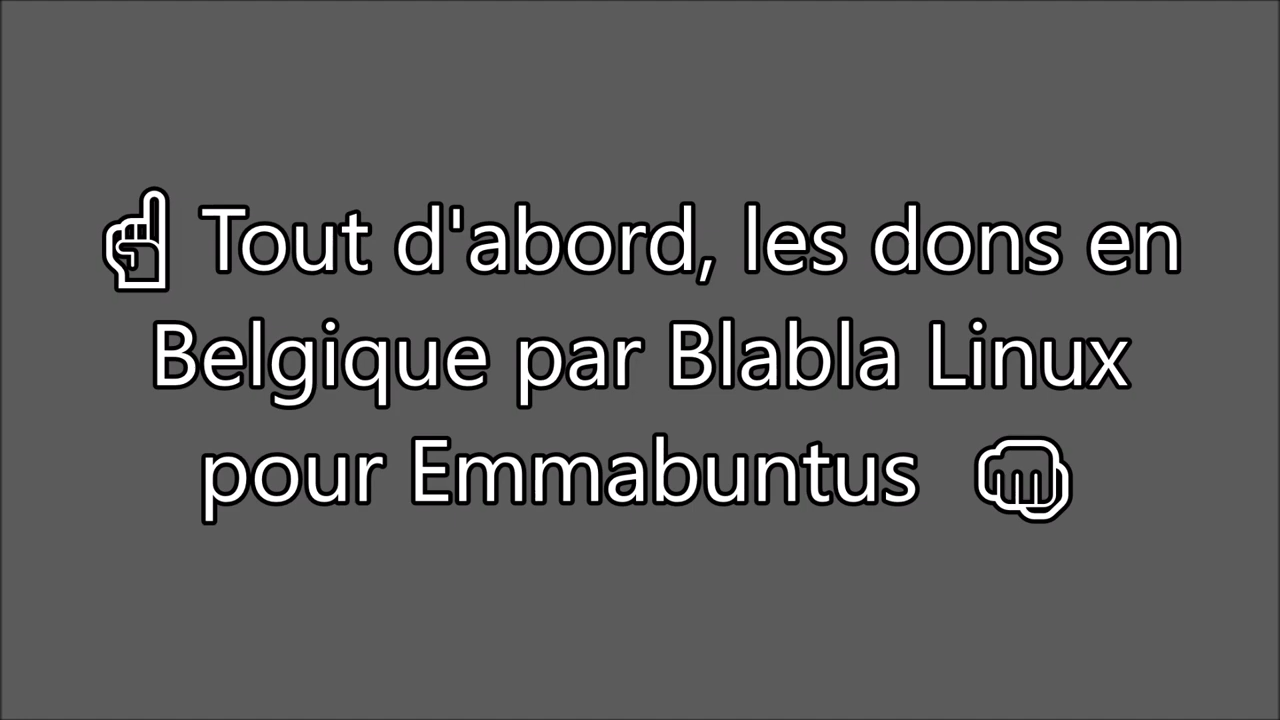 ☝ Tout d'abord, les dons en
Belgique par Blabla Linux
pour Emmabuntus 👊